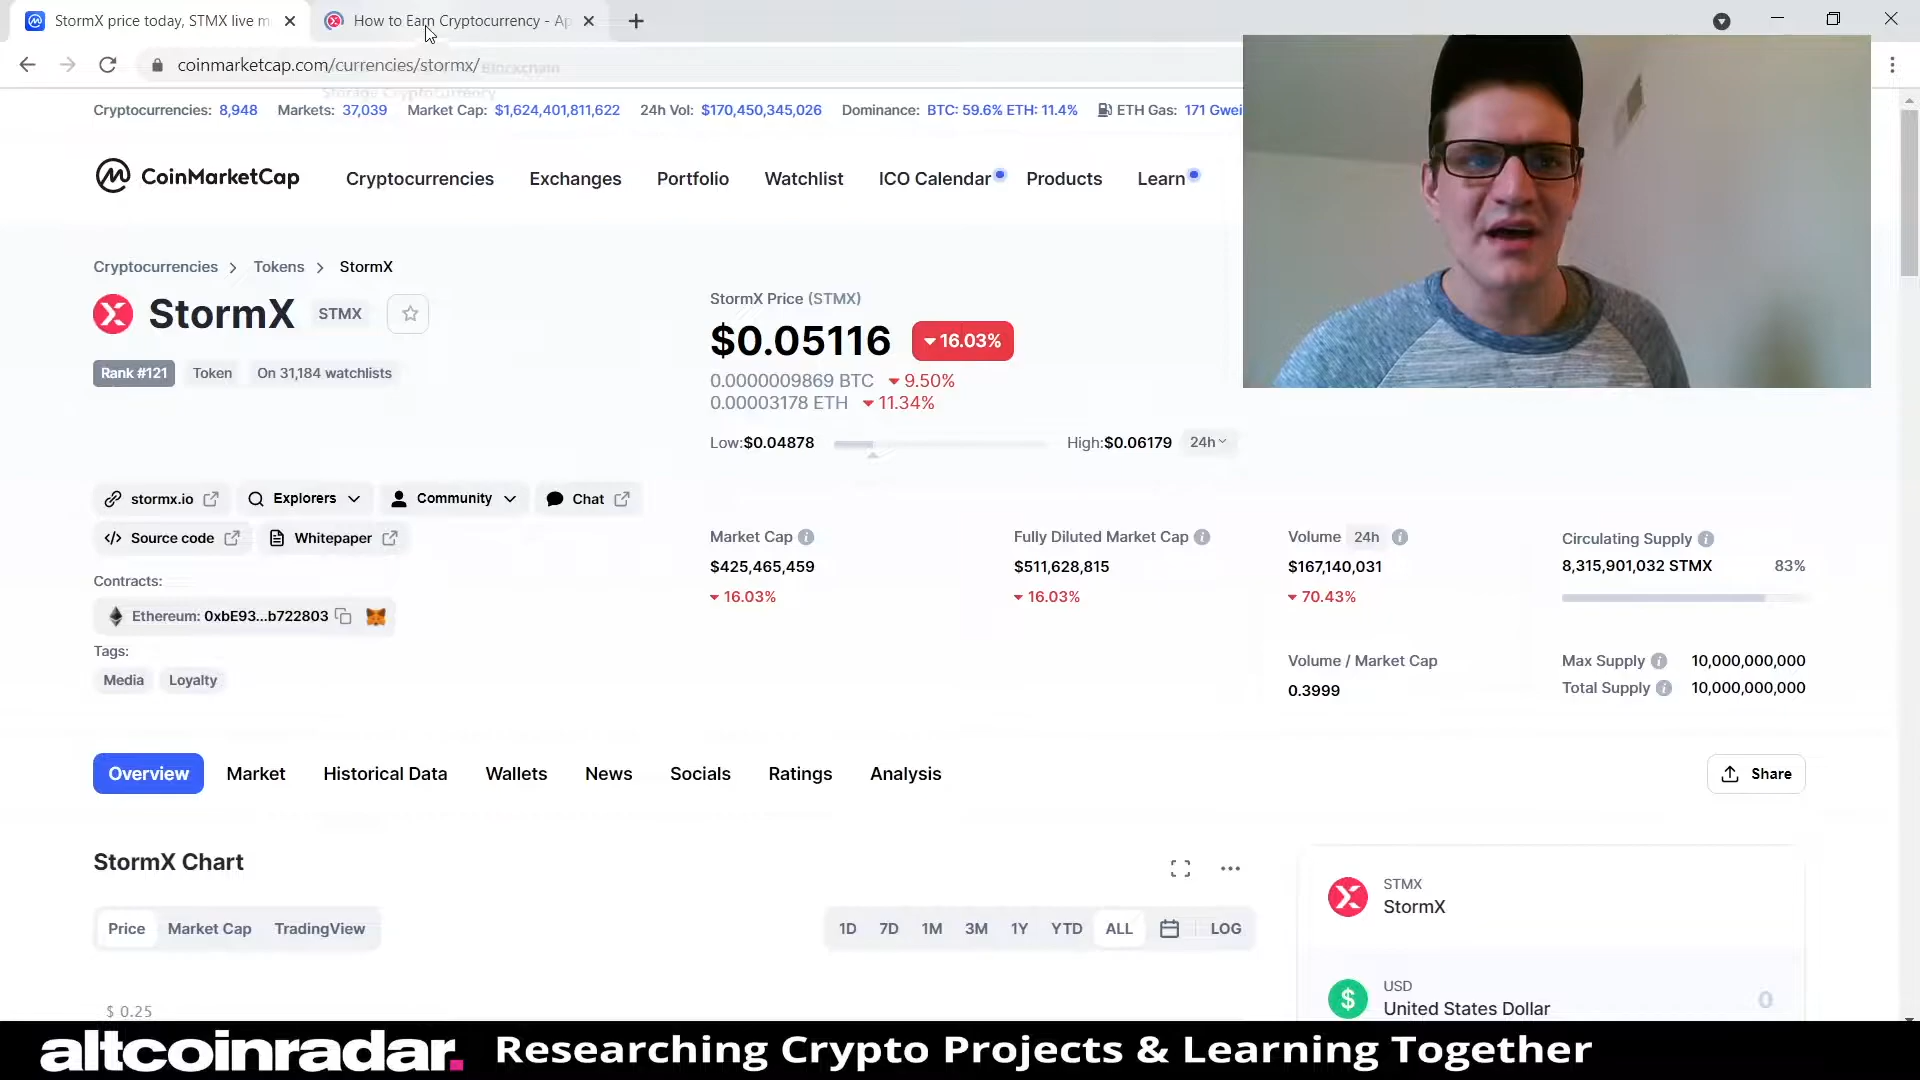 StormX price today, STMX live m
How to Earn Cryptocurrency - Ap
coinmarketcap.com/currencies/stormx/
Blockchain
Storage CryptoCurrency
Cryptocurrencies: 8,948 Markets: 37,039 Market Cap: $1,624,401,811,622 24h Vol: $170,450,345,026 Dominance: BTC: 59.6% ETH: 11.4% ETH Gas: 171 Gwei
CoinMarketCap
Cryptocurrencies Exchanges Portfolio Watchlist ICO Calendar Products Learn
Cryptocurrencies Tokens StormX
StormX STMX
Rank #121 Token On 31,184 watchlists
StormX Price (STMX)
$0.05116 16.03%
0.0000009869 BTC 9.50%
0.00003178 ETH 11.34%
Low:$0.04878 High:$0.06179 24h
stormx.io Explorers Community Chat
Source code Whitepaper
Contracts:
Ethereum: 0xbE93...b722803
Tags:
Media Loyalty
Market Cap
$425,465,459
16.03%
Fully Diluted Market Cap
$511,628,815
16.03%
Volume 24h
$167,140,031
70.43%
Volume / Market Cap
0.3999
Circulating Supply
8,315,901,032 STMX 83%
Max Supply 10,000,000,000
Total Supply 10,000,000,000
Overview Market Historical Data Wallets News Socials Ratings Analysis
Share
StormX Chart
Price Market Cap TradingView
1D 7D 1M 3M 1Y YTD ALL LOG
$ 0.25
STMX
StormX
USD
United States Dollar
0
altcoinradar. Researching Crypto Projects & Learning Together